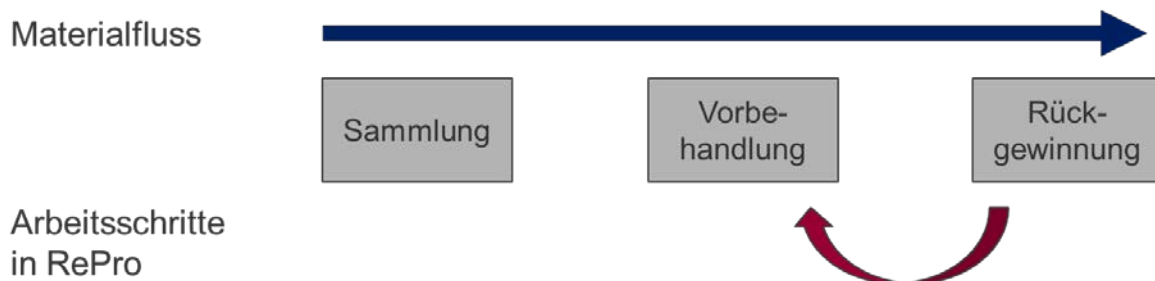 Materialfluss
Sammlung
Vorbe-
handlung
Rück-
gewinnung
Arbeitsschritte
in RePro